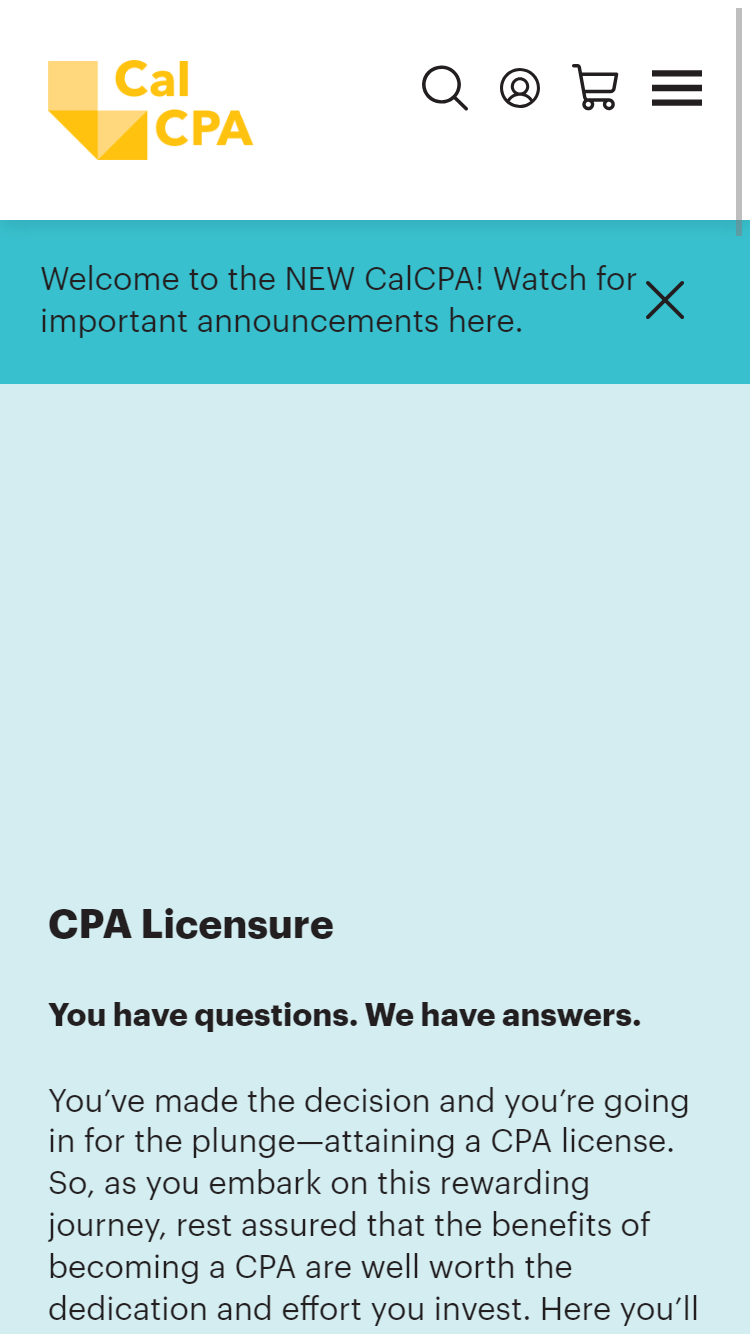 Cal
CPA
Welcome to the NEW CalCPA! Watch for
important announcements here.
CPA Licensure
You have questions. We have answers.
You’ve made the decision and you’re going
in for the plunge—attaining a CPA license.
So, as you embark on this rewarding
journey, rest assured that the benefits of
becoming a CPA are well worth the
dedication and effort you invest. Here you’ll